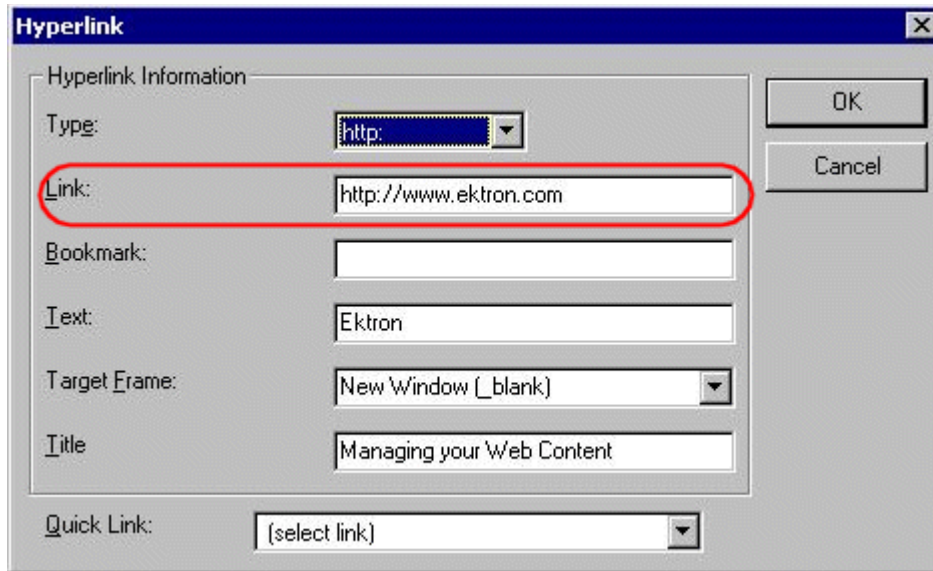 Hyperlink
Hyperlink Information
OK
Type: http:
Cancel
Link: http://www.ektron.com
Bookmark:
Text: Ektron
Target Frame: New Window (_blank)
Title Managing your Web Content
Quick Link: (select link)